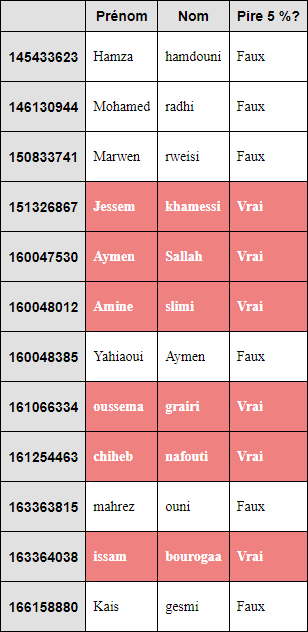 Prénom Nom Pire 5 %?
145433623 Hamza hamdouni Faux
146130944 Mohamed radhi Faux
150833741 Marwen rweisi Faux
151326867 Jessem khamessi Vrai
160047530 Aymen Sallah Vrai
160048012 Amine slimi Vrai
160048385 Yahiaoui Aymen Faux
161066334 oussema grairi Vrai
161254463 chiheb nafouti Vrai
163363815 mahrez ouni Faux
163364038 issam bourogaa Vrai
166158880 Kais gesmi Faux